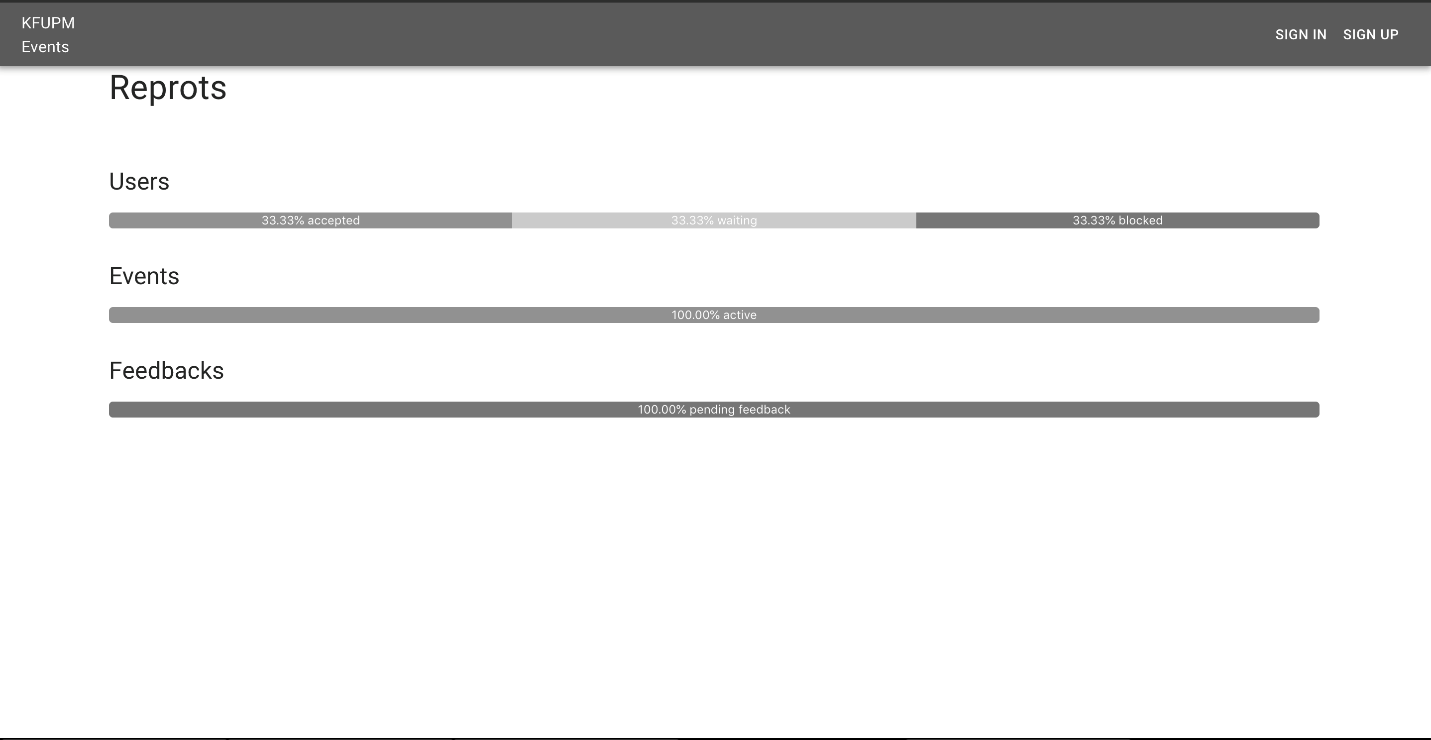 KFUPM
Events
SIGN IN SIGN UP
Reprots
Users
33.33% accepted 33.33% waiting 33.33% blocked
Events
100.00% active
Feedbacks
100.00% pending feedback